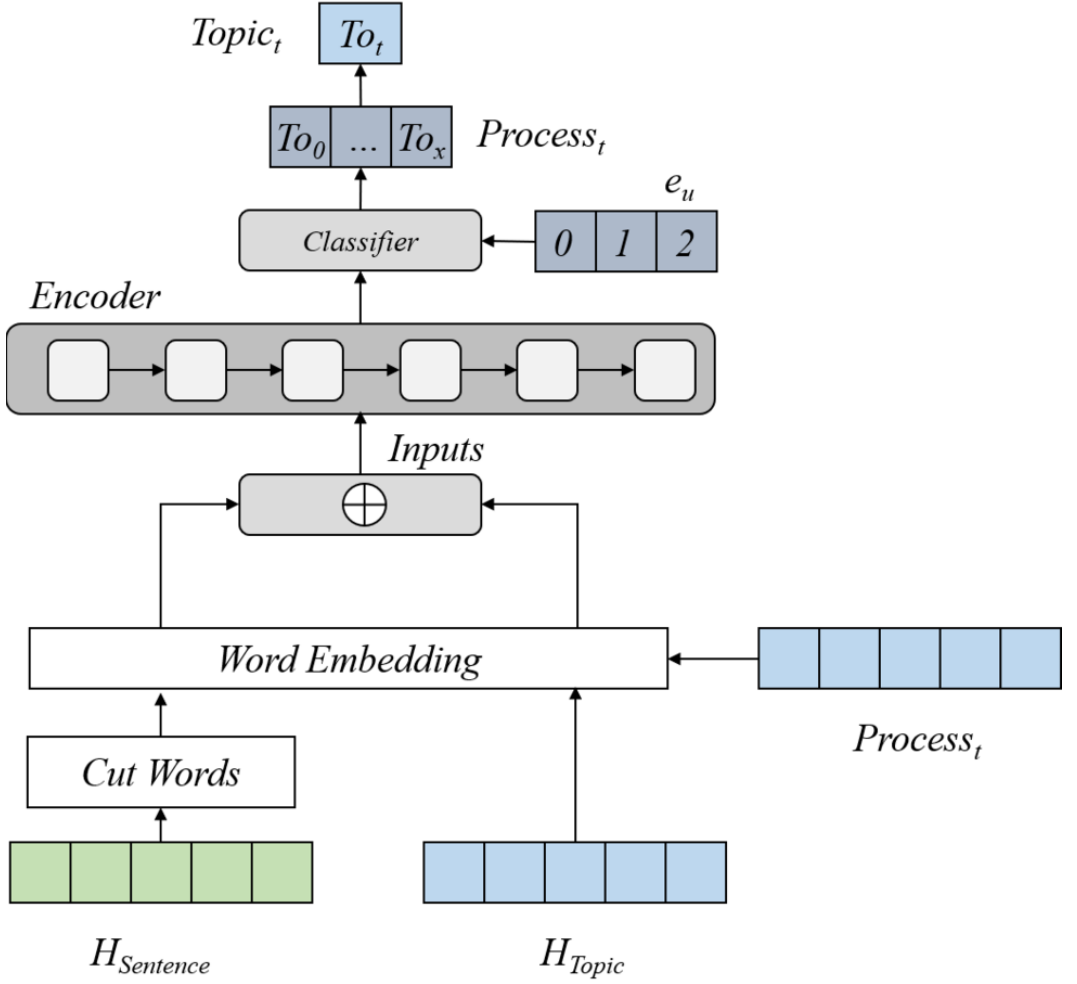 Topic_t To_t
To_0 ... To_x Process_t
e_u
Classifier 0 1 2
Encoder
Inputs
Word Embedding
Process_t
Cut Words
H_Sentence H_Topic